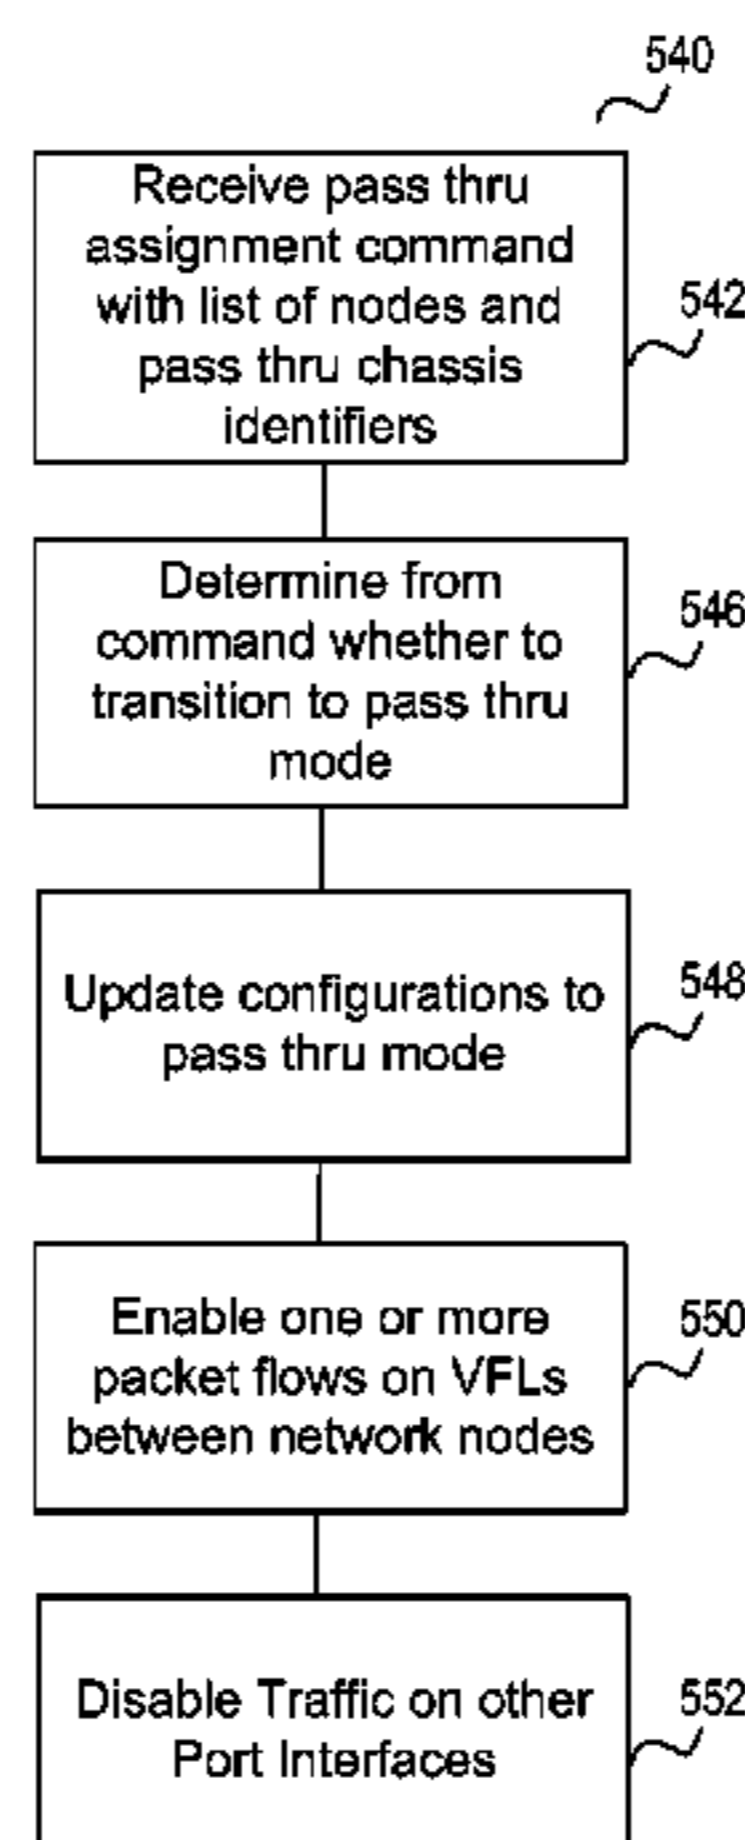 540
Receive pass thru
assignment command
with list of nodes and
pass thru chassis
identifiers
542
Determine from
command whether to
transition to pass thru
mode
546
Update configurations to
pass thru mode
548
Enable one or more
packet flows on VFLs
between network nodes
550
Disable Traffic on other
Port Interfaces
552